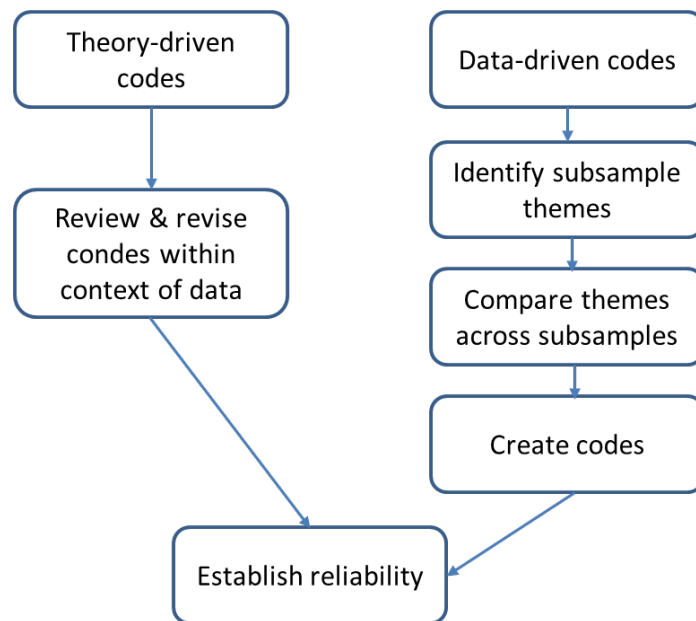 Theory-driven
codes
Data-driven codes
Identify subsample
themes
Review & revise
condes within
context of data
Compare themes
across subsamples
Create codes
Establish reliability